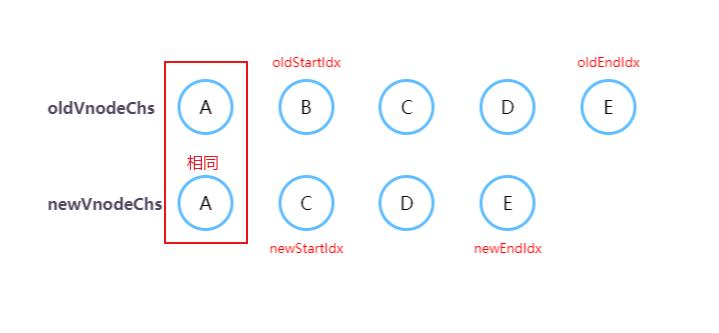 oldStartIdx oldEndIdx
oldVnodeChs A B C D E
相同
newVnodeChs A C D E
newStartIdx newEndIdx